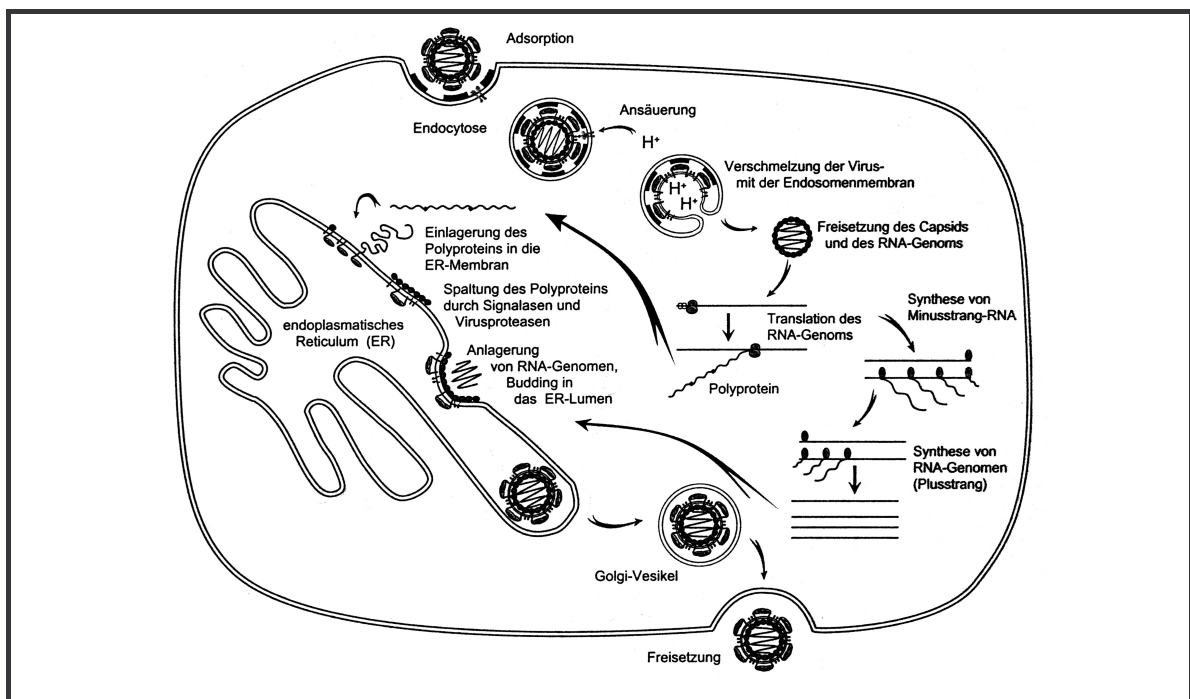 Adsorption
Endocytose
Ansäuerung
H⁺
Verschmelzung der Virus-
mit der Endosomenmembran
H⁺
H⁺
Freisetzung des Capsids
und des RNA-Genoms
Einlagerung des
Polyproteins in die
ER-Membran
Spaltung des Polyproteins
durch Signalasen und
Virusproteasen
endoplasmatisches
Reticulum (ER)
Anlagerung
von RNA-Genomen,
Budding in
das ER-Lumen
Translation des
RNA-Genoms
Polyprotein
Synthese von
Minusstrang-RNA
Synthese von
RNA-Genomen
(Plusstrang)
Golgi-Vesikel
Freisetzung